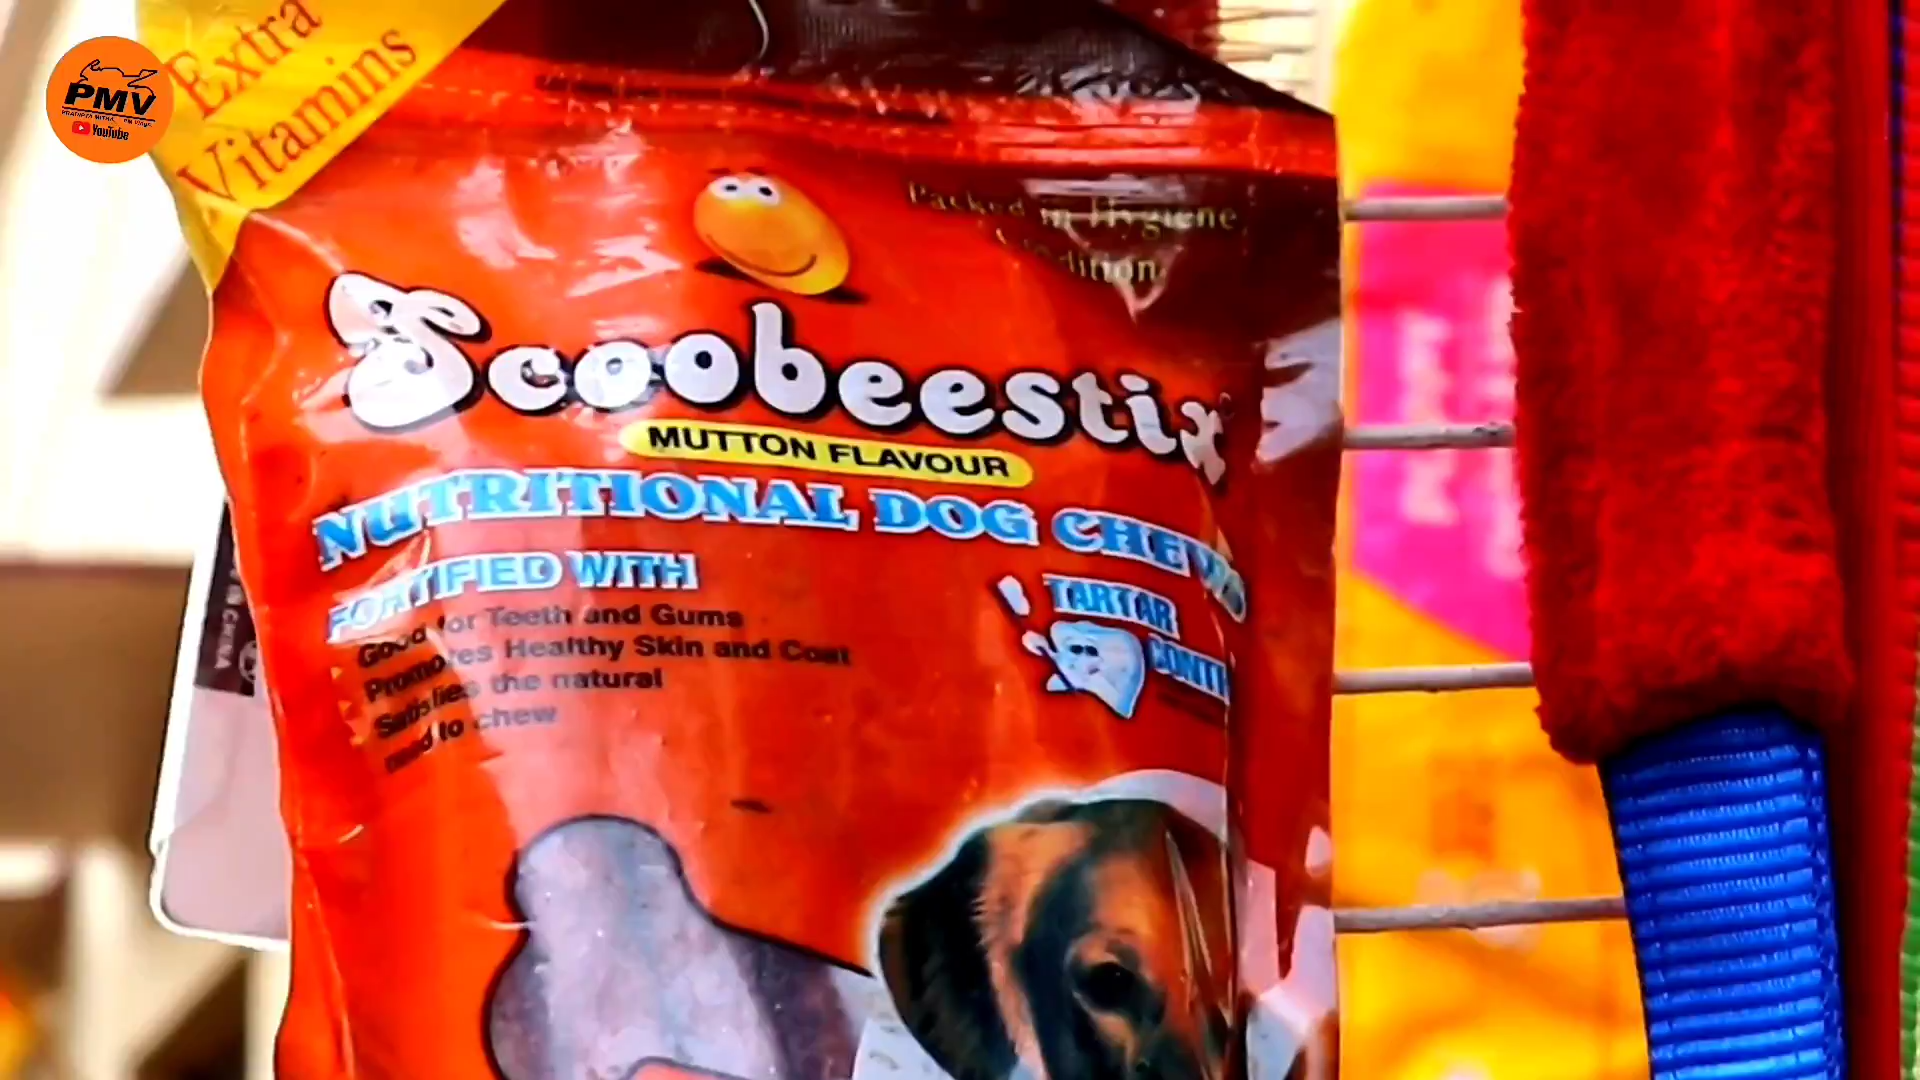 Extra
Vitamins
PMV
YouTube
Packed in Hygiene
Scoobeestix
MUTTON FLAVOUR
NUTRITIONAL DOG CHEWS
FORTIFIED WITH
Good for Teeth and Gums
Promotes Healthy Skin and Coat
Satisfies the natural
need to chew
TARTAR